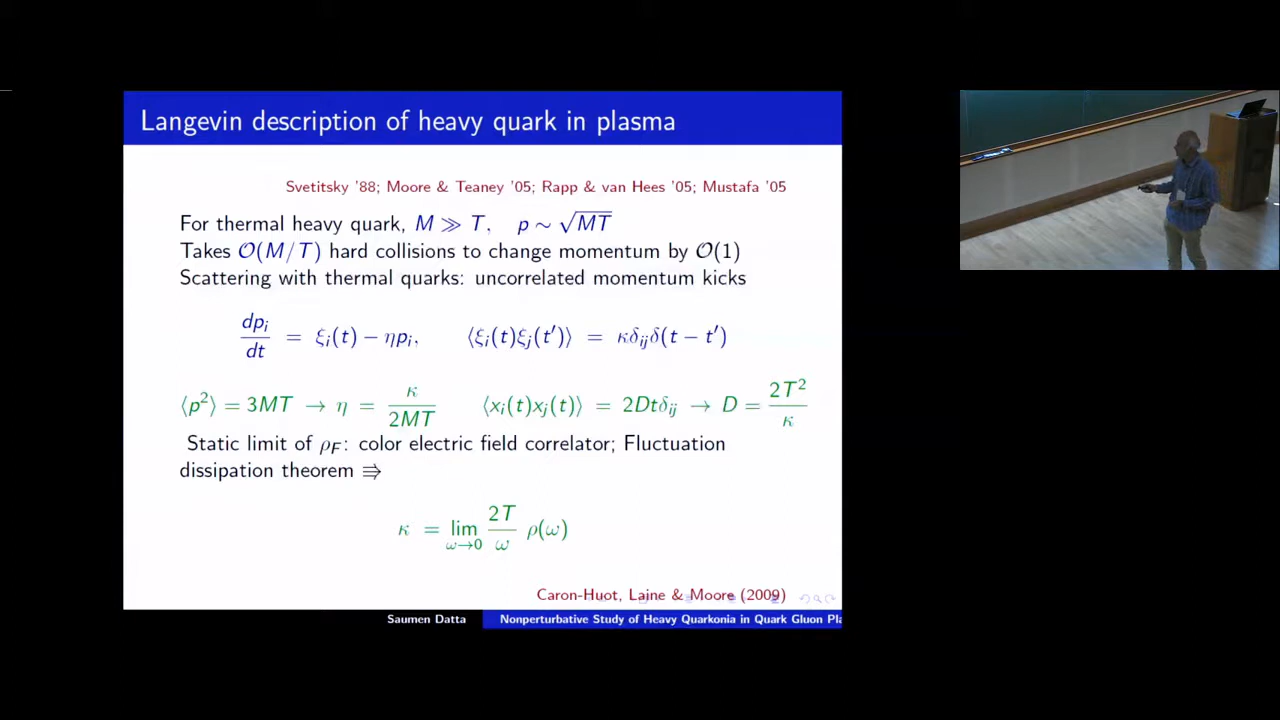 Langevin description of heavy quark in plasma
Svetitsky '88; Moore & Teaney '05; Rapp & van Hees '05; Mustafa '05
For thermal heavy quark, M ≫ T, p ∼ √MT
Takes 𝒪(M/T) hard collisions to change momentum by 𝒪(1)
Scattering with thermal quarks: uncorrelated momentum kicks
dp_i/dt = ξ_i(t) − ηp_i, ⟨ξ_i(t)ξ_j(t′)⟩ = κδ_ijδ(t − t′)
⟨p²⟩ = 3MT → η = κ/2MT ⟨x_i(t)x_j(t)⟩ = 2Dtδ_ij → D = 2T²/κ
Static limit of ρ_F: color electric field correlator; Fluctuation
dissipation theorem ⇛
κ = lim_{ω→0} 2T/ω ρ(ω)
Caron-Huot, Laine & Moore (2009)
Saumen Datta Nonperturbative Study of Heavy Quarkonia in Quark Gluon Pla